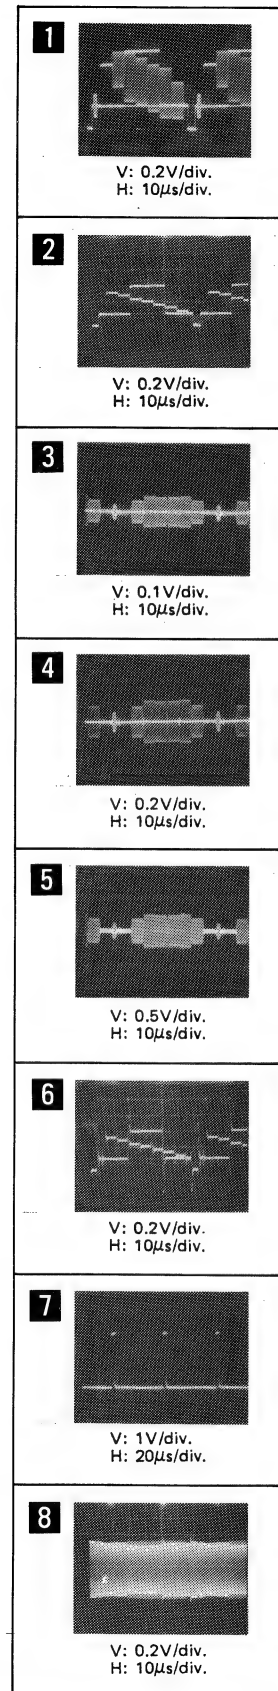 1
V: 0.2V/div.
H: 10μs/div.
2
V: 0.2V/div.
H: 10μs/div.
3
V: 0.1V/div.
H: 10μs/div.
4
V: 0.2V/div.
H: 10μs/div.
5
V: 0.5V/div.
H: 10μs/div.
6
V: 0.2V/div.
H: 10μs/div.
7
V: 1V/div.
H: 20μs/div.
8
V: 0.2V/div.
H: 10μs/div.